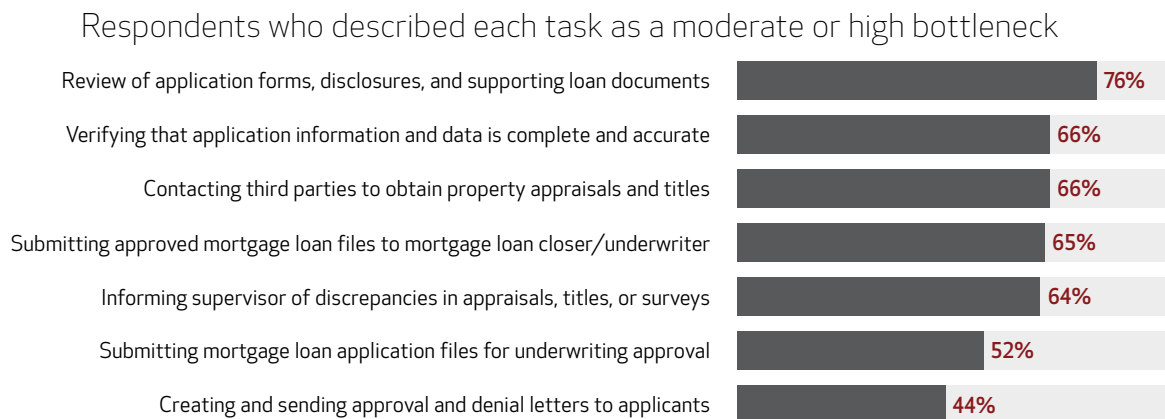 Respondents who described each task as a moderate or high bottleneck
Review of application forms, disclosures, and supporting loan documents 76%
Verifying that application information and data is complete and accurate 66%
Contacting third parties to obtain property appraisals and titles 66%
Submitting approved mortgage loan files to mortgage loan closer/underwriter 65%
Informing supervisor of discrepancies in appraisals, titles, or surveys 64%
Submitting mortgage loan application files for underwriting approval 52%
Creating and sending approval and denial letters to applicants 44%